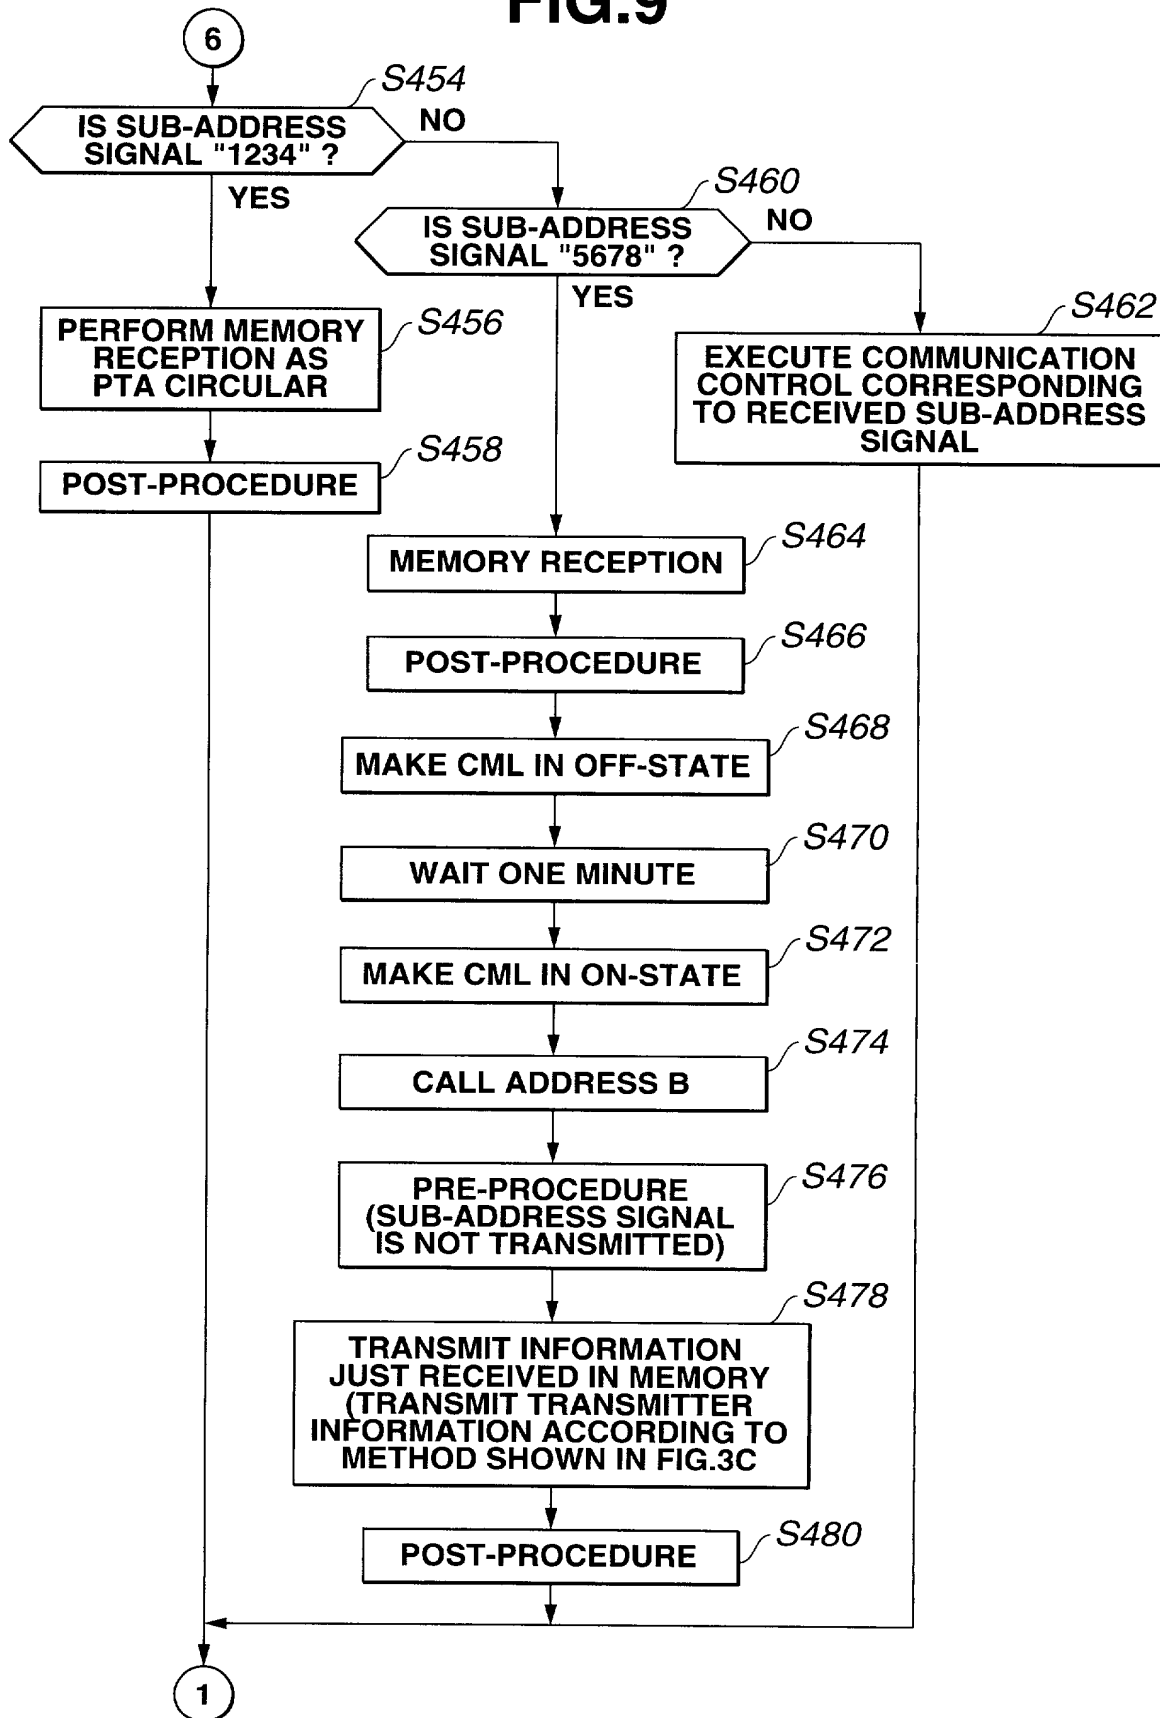 FIG.9
6
S454
IS SUB-ADDRESS
SIGNAL "1234" ?
NO
YES
S460
IS SUB-ADDRESS
SIGNAL "5678" ?
NO
YES
S456
PERFORM MEMORY
RECEPTION AS
PTA CIRCULAR
S462
EXECUTE COMMUNICATION
CONTROL CORRESPONDING
TO RECEIVED SUB-ADDRESS
SIGNAL
S458
POST-PROCEDURE
S464
MEMORY RECEPTION
S466
POST-PROCEDURE
S468
MAKE CML IN OFF-STATE
S470
WAIT ONE MINUTE
S472
MAKE CML IN ON-STATE
S474
CALL ADDRESS B
S476
PRE-PROCEDURE
(SUB-ADDRESS SIGNAL
IS NOT TRANSMITTED)
S478
TRANSMIT INFORMATION
JUST RECEIVED IN MEMORY
(TRANSMIT TRANSMITTER
INFORMATION ACCORDING TO
METHOD SHOWN IN FIG.3C
S480
POST-PROCEDURE
1